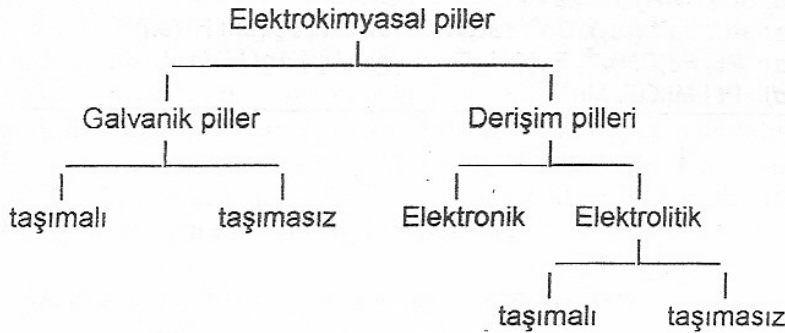 Elektrokimyasal piller
Galvanik piller Derişim pilleri
taşımalı taşımasız Elektronik Elektrolitik
taşımalı taşımasız